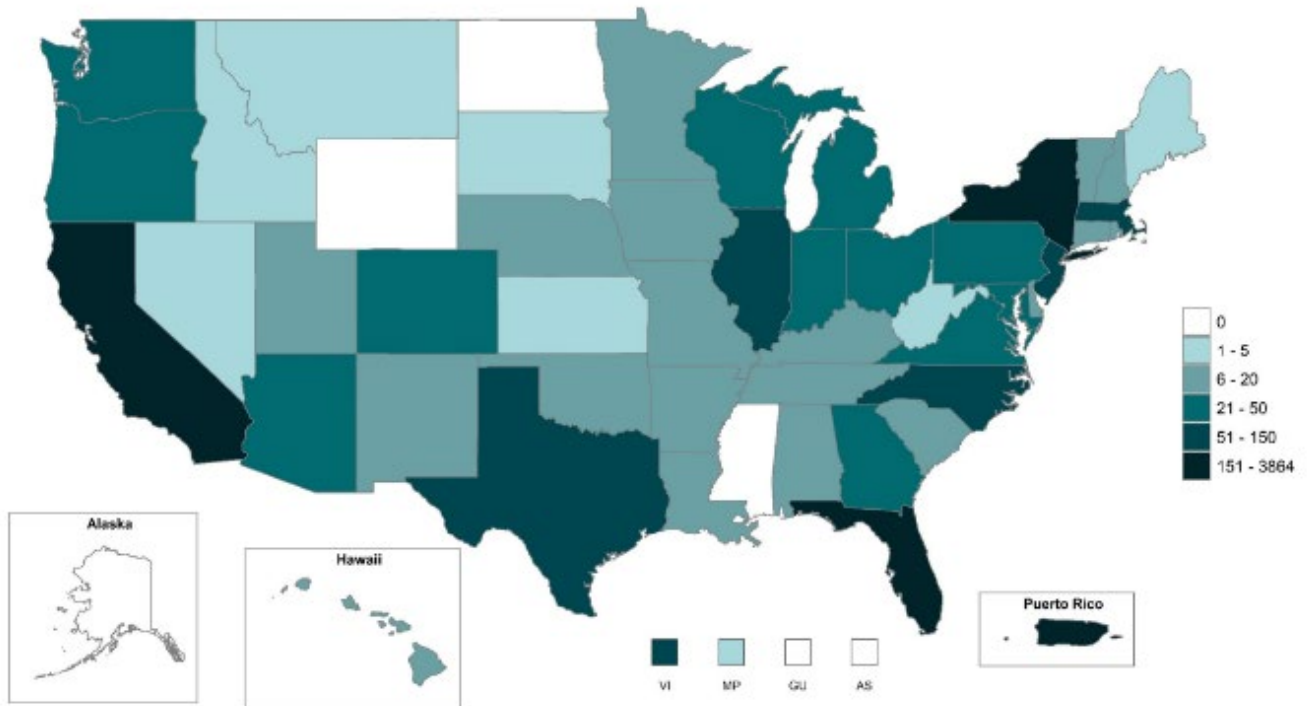 0
1 - 5
6 - 20
21 - 50
51 - 150
151 - 3864
Alaska
Hawaii
Puerto Rico
VI
MP
GU
AS